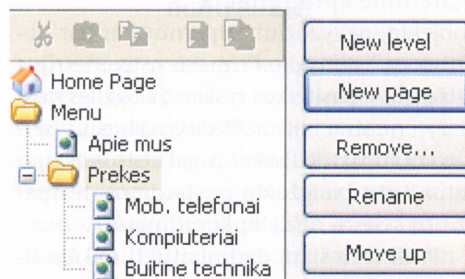 Home Page
Menu
Apie mus
Prekes
Mob. telefonai
Kompiuteriai
Buitine technika
New level
New page
Remove...
Rename
Move up